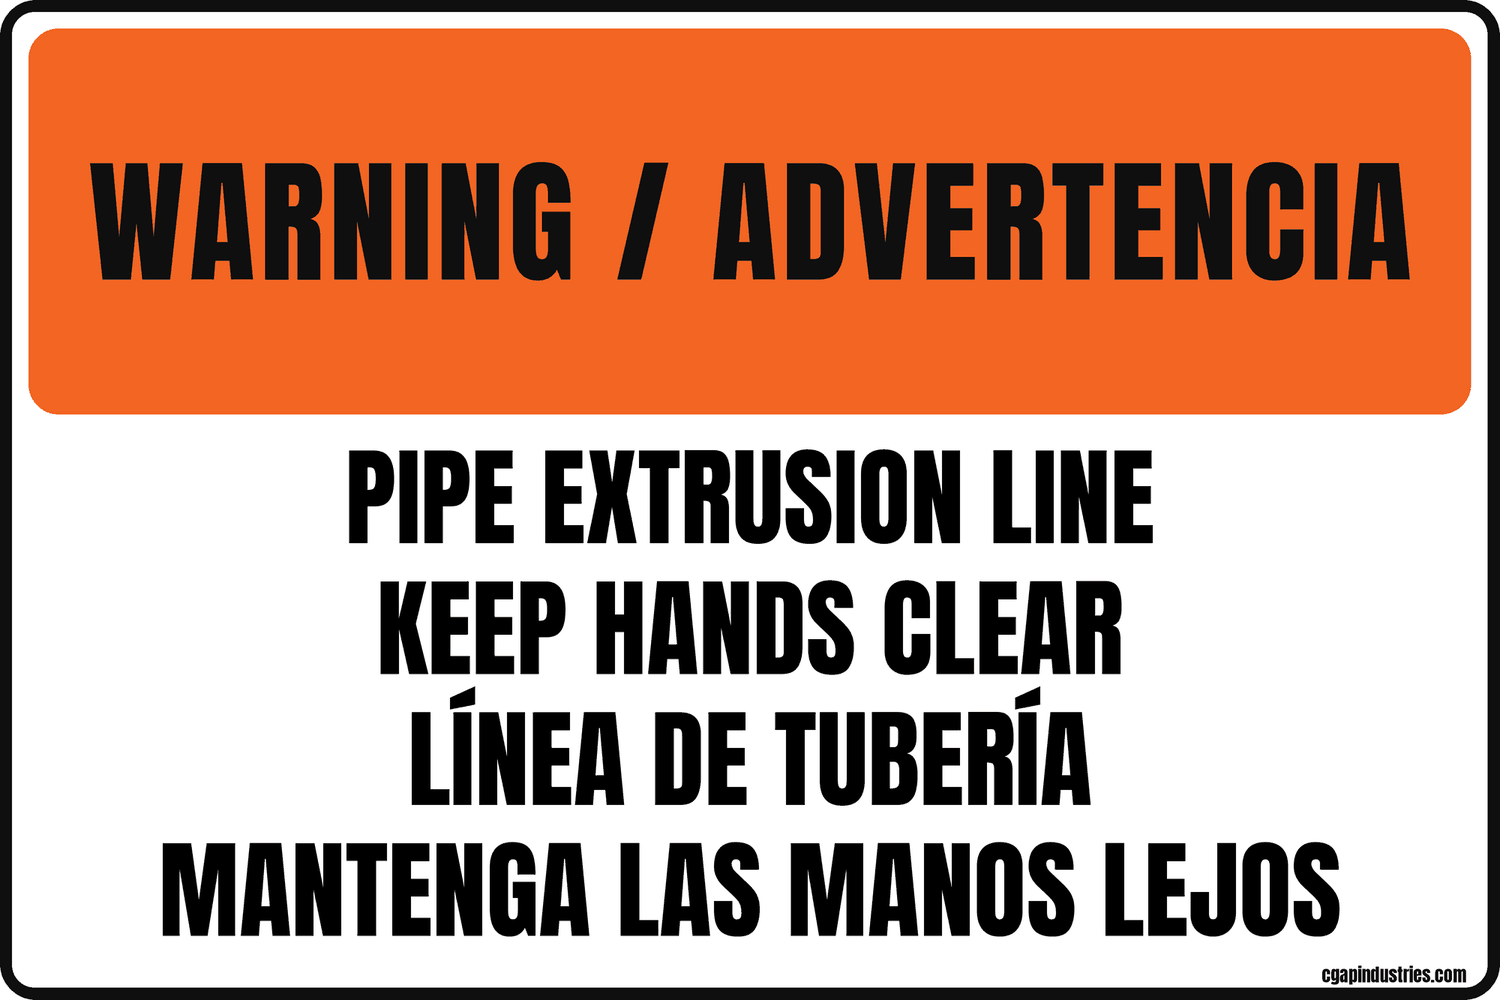 WARNING / ADVERTENCIA
PIPE EXTRUSION LINE
KEEP HANDS CLEAR
LÍNEA DE TUBERÍA
MANTENGA LAS MANOS LEJOS
cgapindustries.com